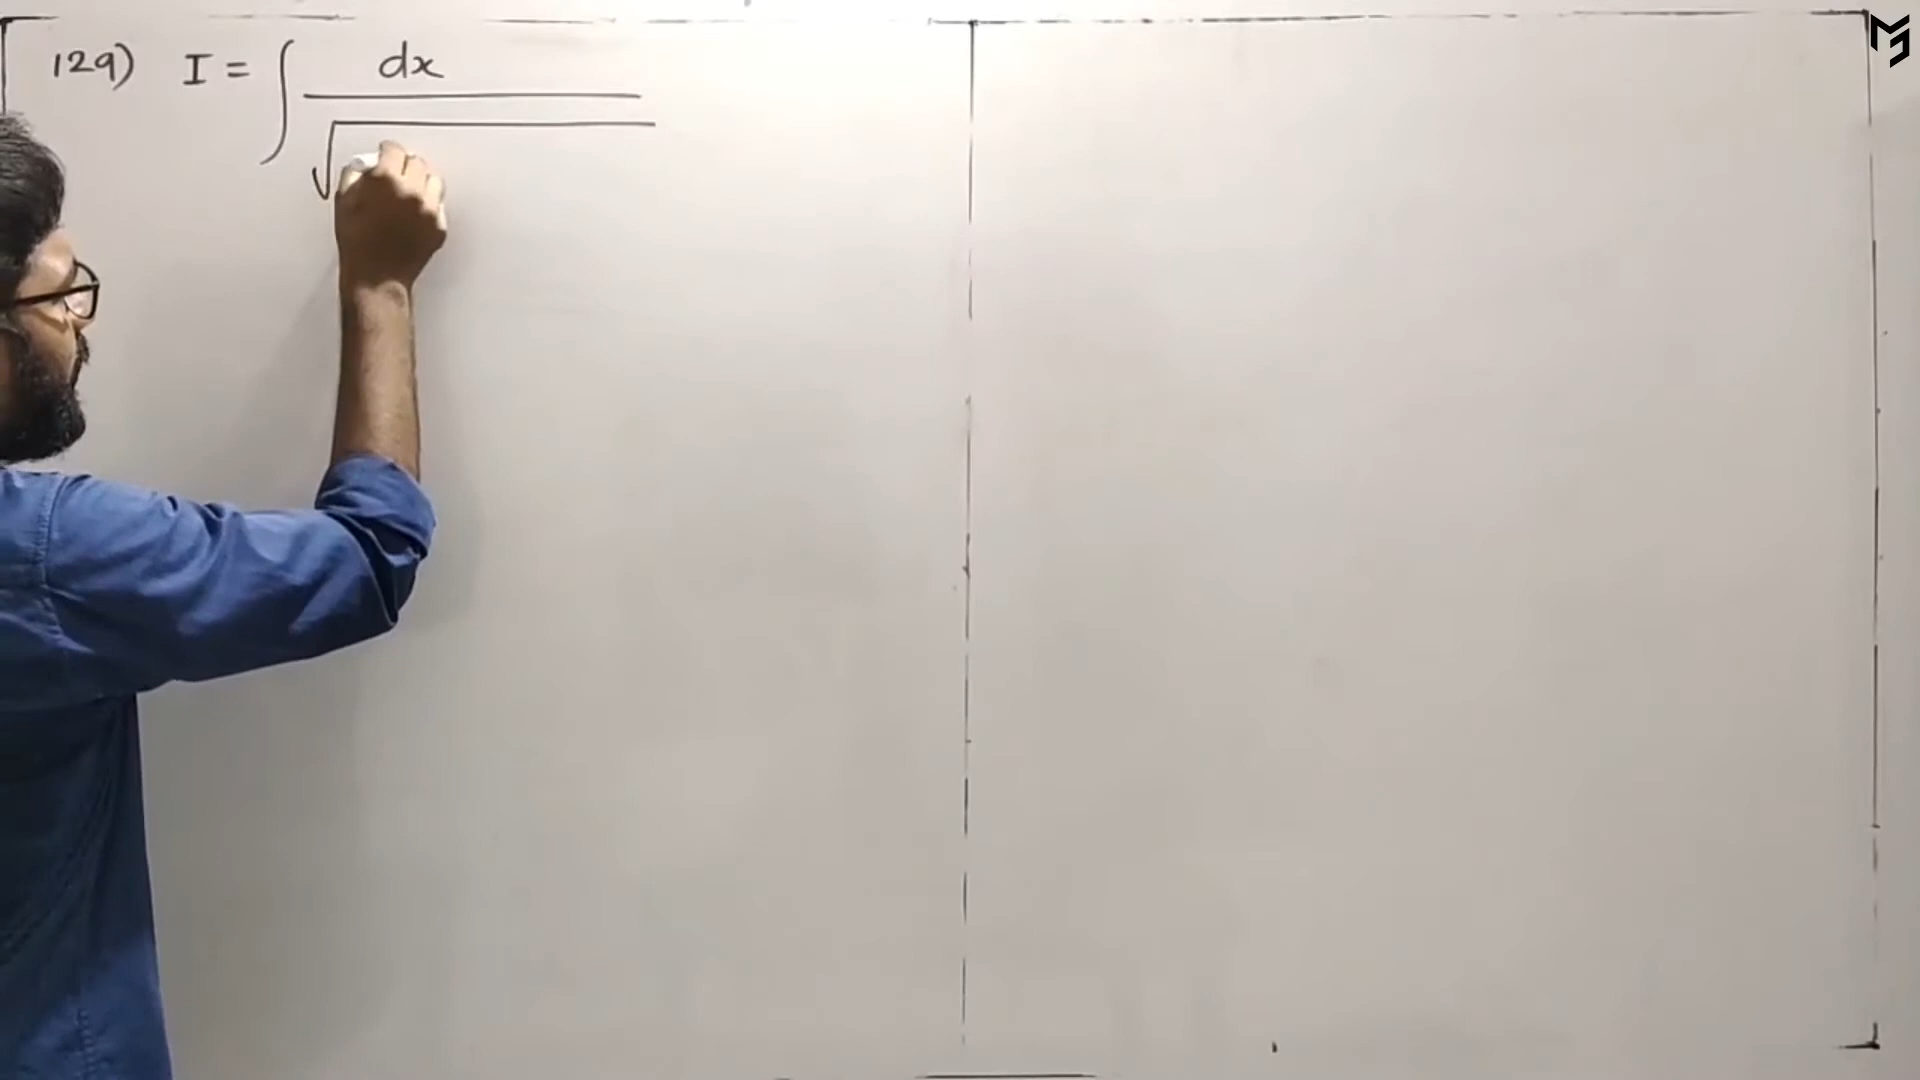 129) I = ∫ dx / √